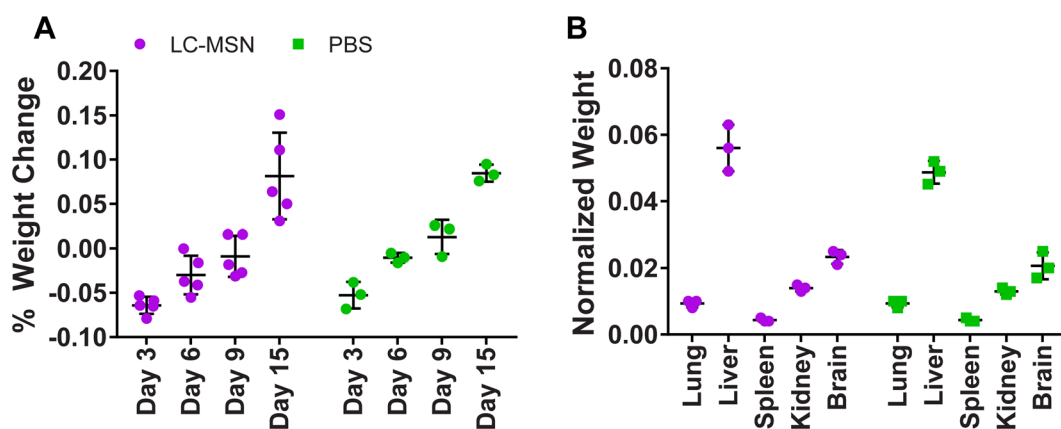 A
B
LC-MSN PBS
% Weight Change
0.20
0.15
0.10
0.05
0.00
-0.05
-0.10
Day 3
Day 6
Day 9
Day 15
Day 3
Day 6
Day 9
Day 15
Normalized Weight
0.08
0.06
0.04
0.02
0.00
Lung
Liver
Spleen
Kidney
Brain
Lung
Liver
Spleen
Kidney
Brain